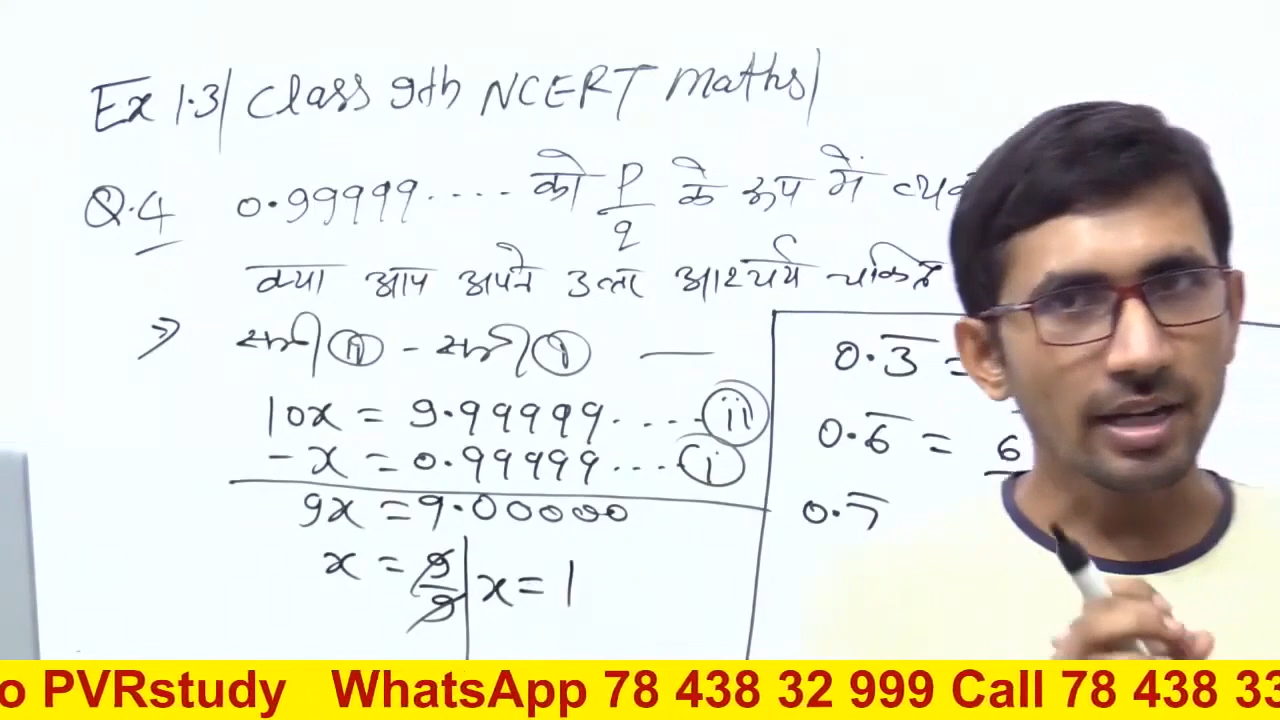 Ex 1.3| Class 9th NCERT Maths|
Q.4 0.99999.... को p/q के रूप में
क्या आप अपने उत्तर आश्चर्य चकित
⇒ समी (ii) - समी (i) —
10x = 9.99999.... (ii)
-x = 0.99999.... (i)
9x = 9.00000
x = 9/9 | x = 1
0.3̅ =
0.6̅ = 6
0.7̅
o PVRstudy WhatsApp 78 438 32 999 Call 78 438 33